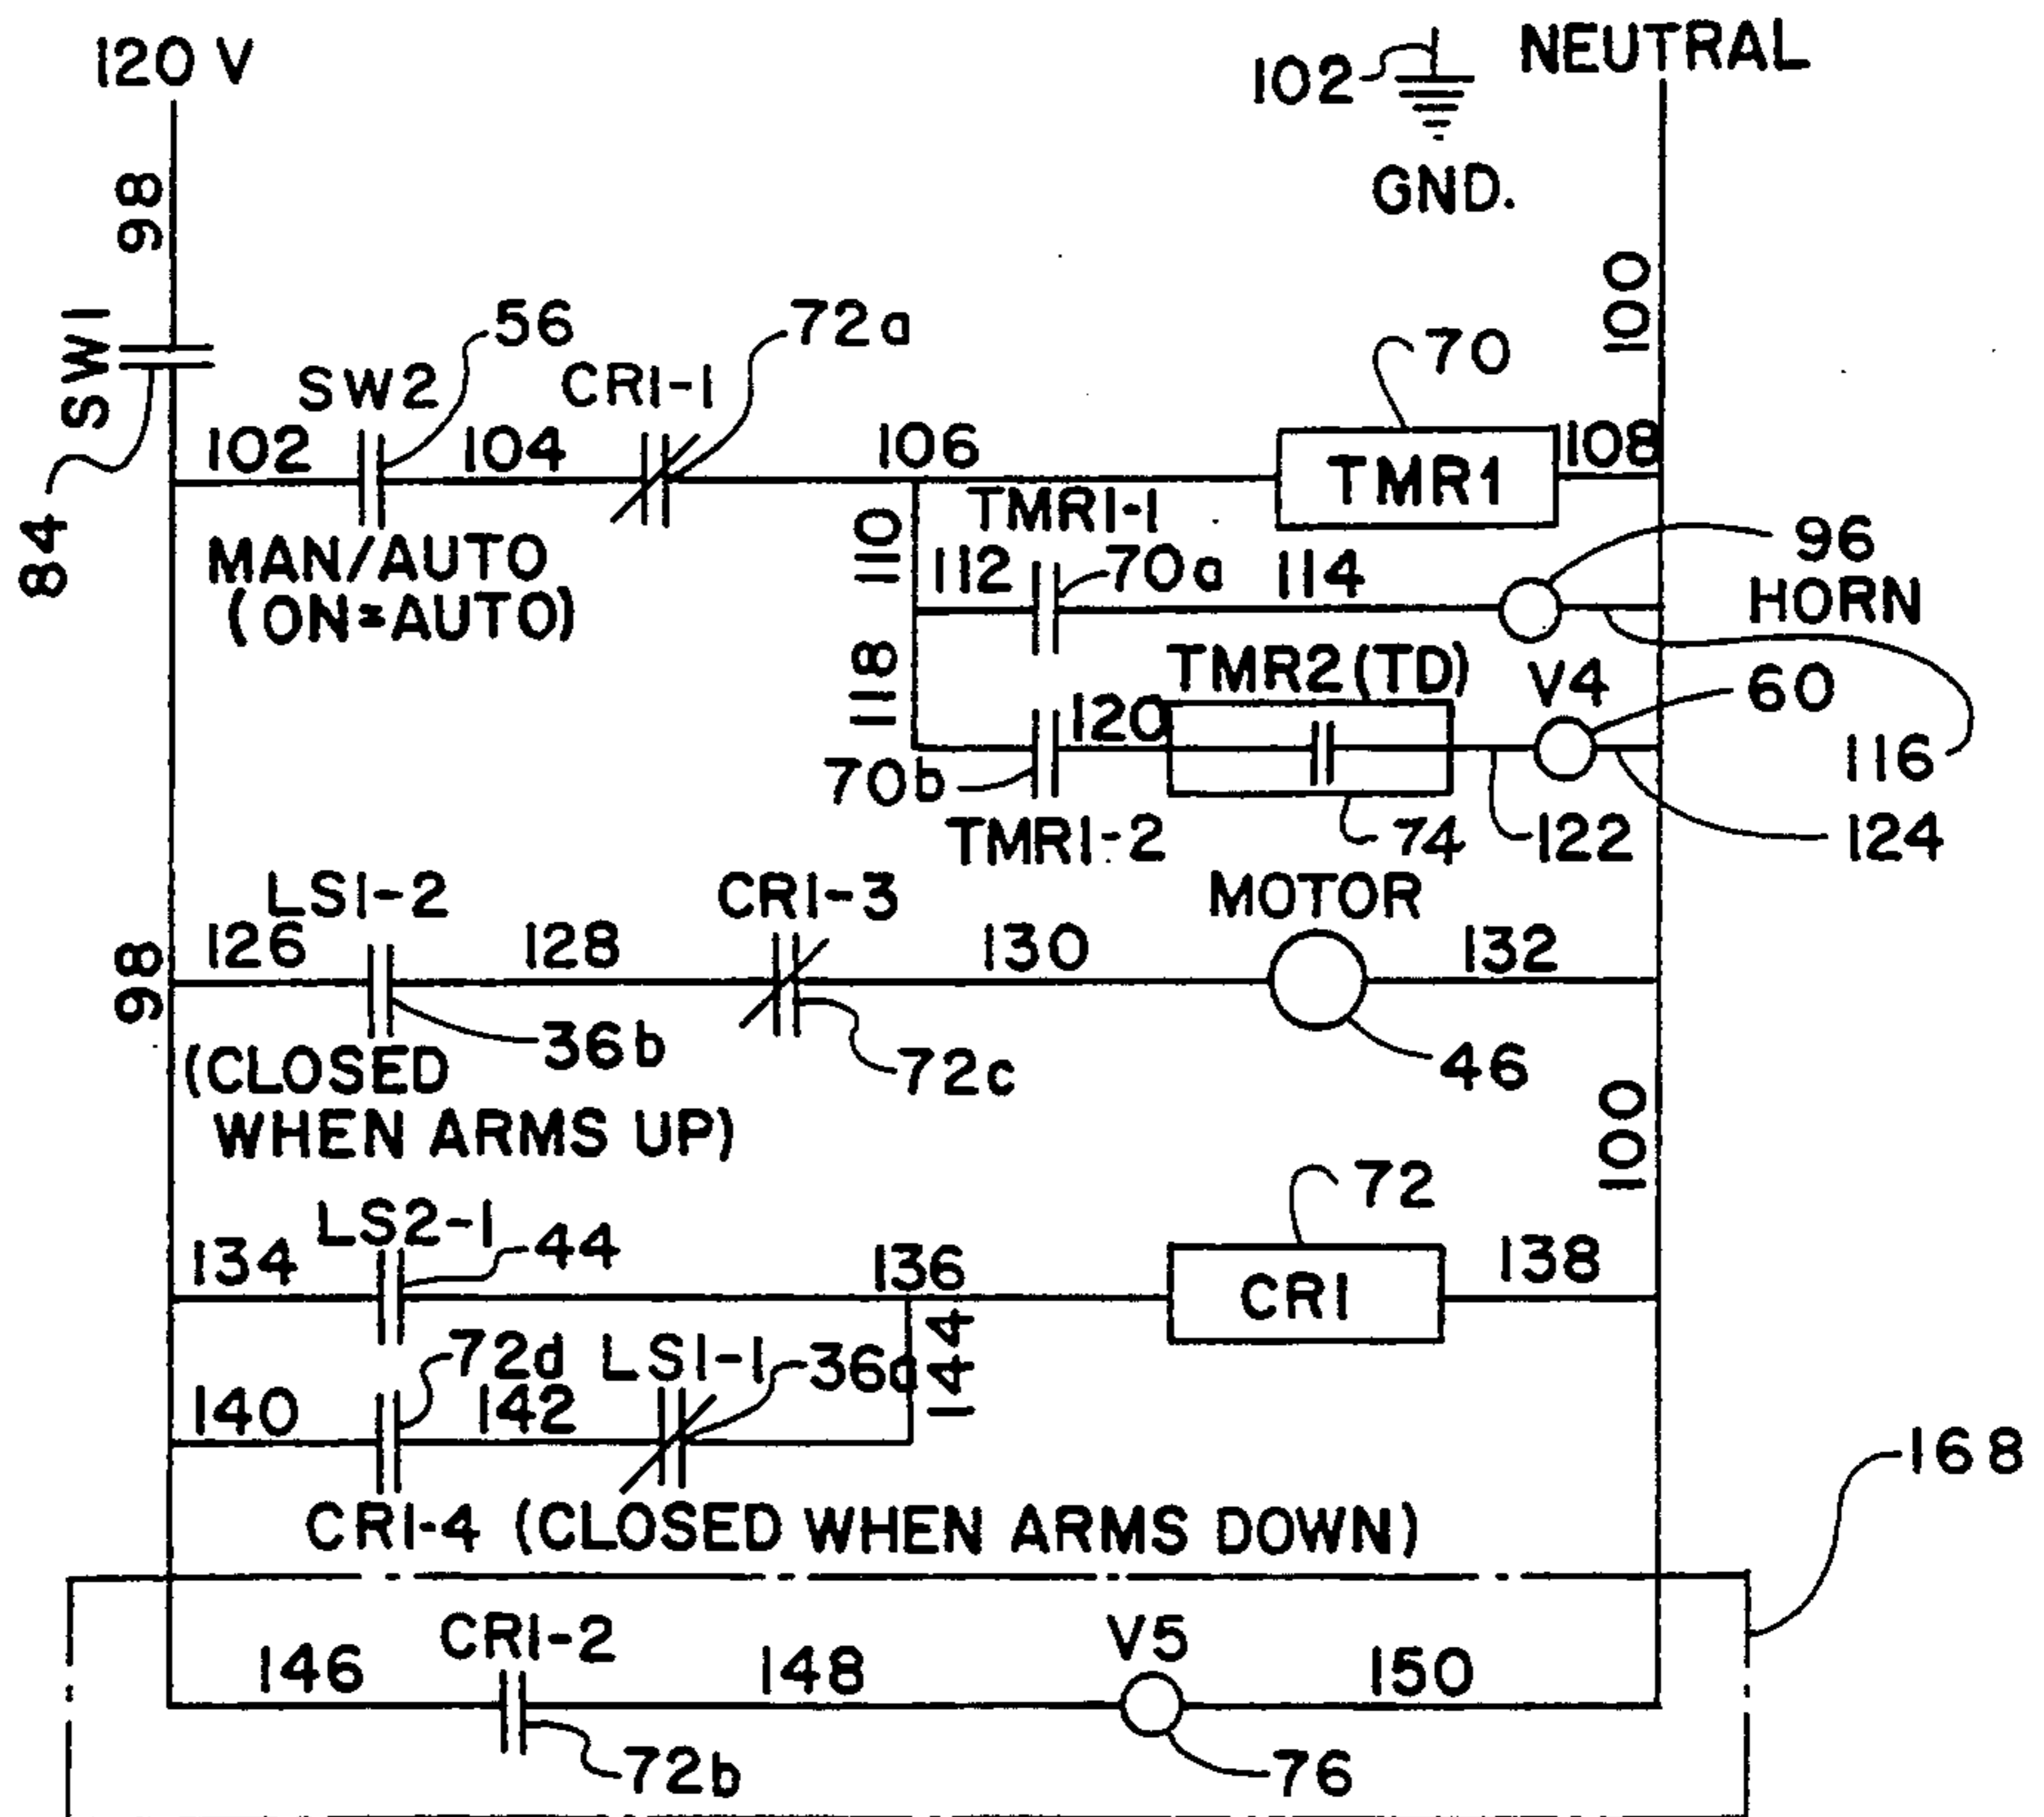 120 V
102
NEUTRAL
GND.
98
100
SW1
84
56
72a
70
SW2
CR1-1
102
104
106
TMR1
108
MAN/AUTO
(ON=AUTO)
110
TMR1-1
112
70a
114
96
HORN
118
TMR2(TD)
V4
60
120
116
70b
TMR1-2
74
122
124
LS1-2
CR1-3
MOTOR
98
126
128
130
132
36b
72c
46
(CLOSED
WHEN ARMS UP)
100
72
LS2-1
44
134
136
CR1
138
72d
LS1-1
36a
144
140
142
CR1-4 (CLOSED WHEN ARMS DOWN)
168
CR1-2
V5
146
148
150
72b
76